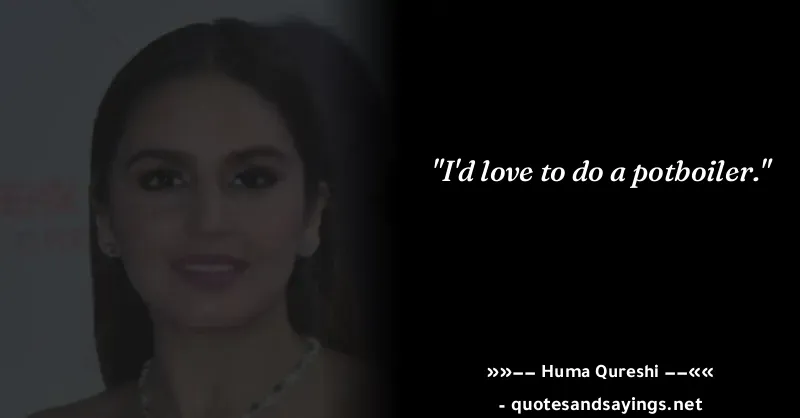 "I'd love to do a potboiler."
»»–– Huma Qureshi ––««
- quotesandsayings.net